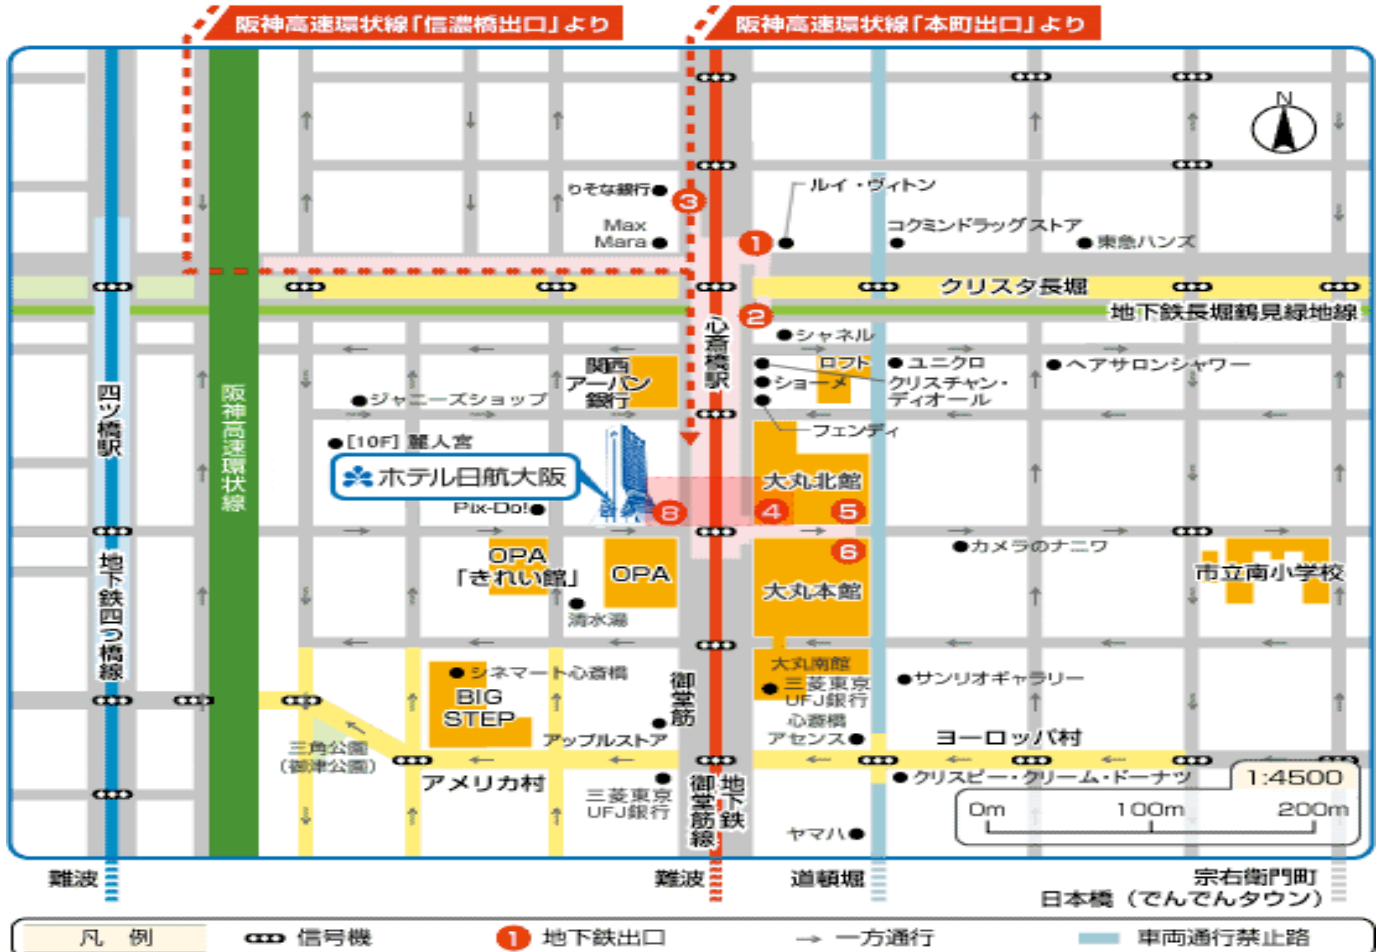 阪神高速環状線「信濃橋出口」より
阪神高速環状線「本町出口」より
N
りそな銀行
3
ルイ・ヴィトン
Max
Mara
1
コクミンドラッグストア
東急ハンズ
クリスタ長堀
2
地下鉄長堀鶴見緑地線
心斎橋駅
シャネル
関西
アーバン
銀行
ロフト
ユニクロ
ヘアサロンシャワー
ショーメ
クリスチャン・
ディオール
四ツ橋駅
阪神高速環状線
ジャニーズショップ
フェンディ
[10F] 麗人宮
ホテル日航大阪
大丸北館
Pix-Do!
8
4
5
6
OPA
「きれい館」
OPA
カメラのナニワ
大丸本館
市立南小学校
地下鉄四つ橋線
清水湯
大丸南館
シネマート心斎橋
御堂筋
三菱東京
UFJ銀行
サンリオギャラリー
BIG
STEP
心斎橋
アセンス
アップルストア
ヨーロッパ村
三角公園
(御津公園)
アメリカ村
三菱東京
UFJ銀行
地下鉄
御堂筋線
クリスピー・クリーム・ドーナツ
1:4500
0m
100m
200m
ヤマハ
難波
難波
道頓堀
宗右衛門町
日本橋(でんでんタウン)
凡例
信号機
1
地下鉄出口
→
一方通行
車両通行禁止路